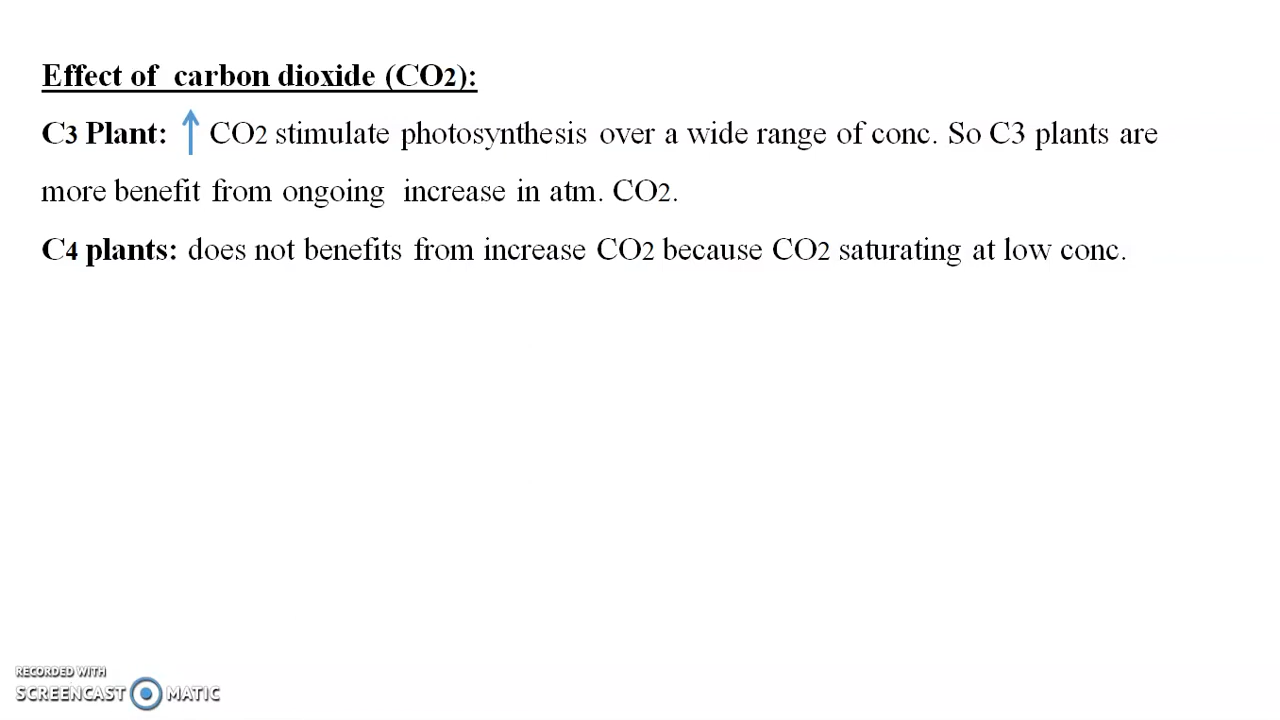 Effect of carbon dioxide (CO2):
C3 Plant: ↑ CO2 stimulate photosynthesis over a wide range of conc. So C3 plants are
more benefit from ongoing increase in atm. CO2.
C4 plants: does not benefits from increase CO2 because CO2 saturating at low conc.
RECORDED WITH
SCREENCAST MATIC